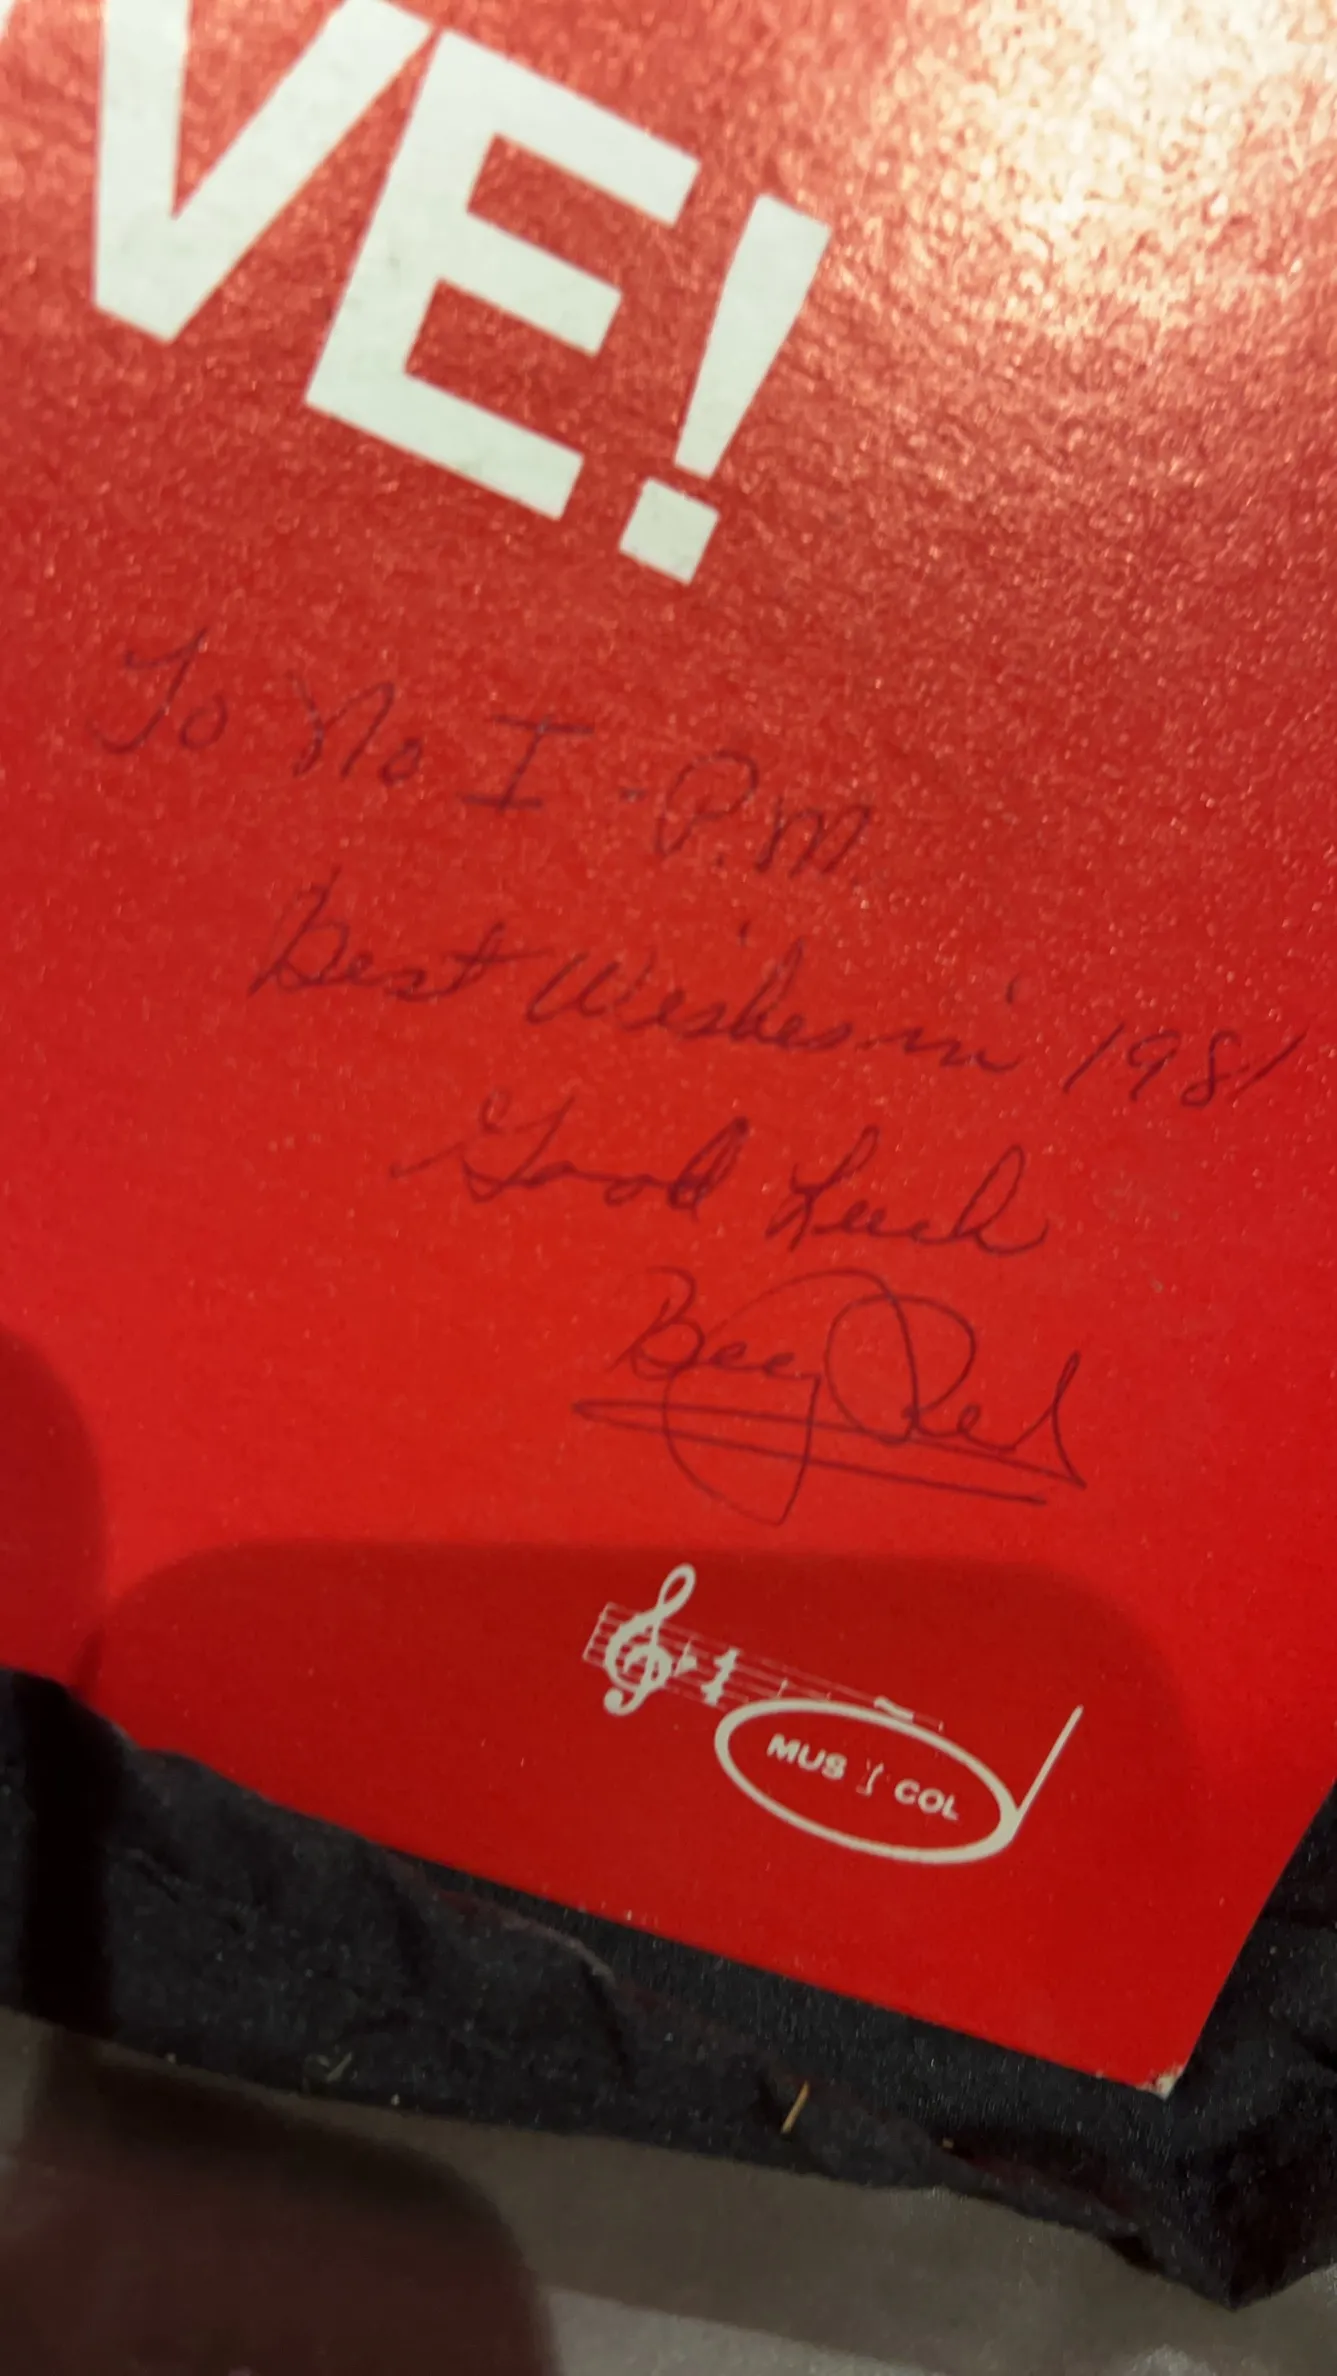 VE!
To No I - P.M.
Best Wishes in 1981
Good Luck
MUS I COL